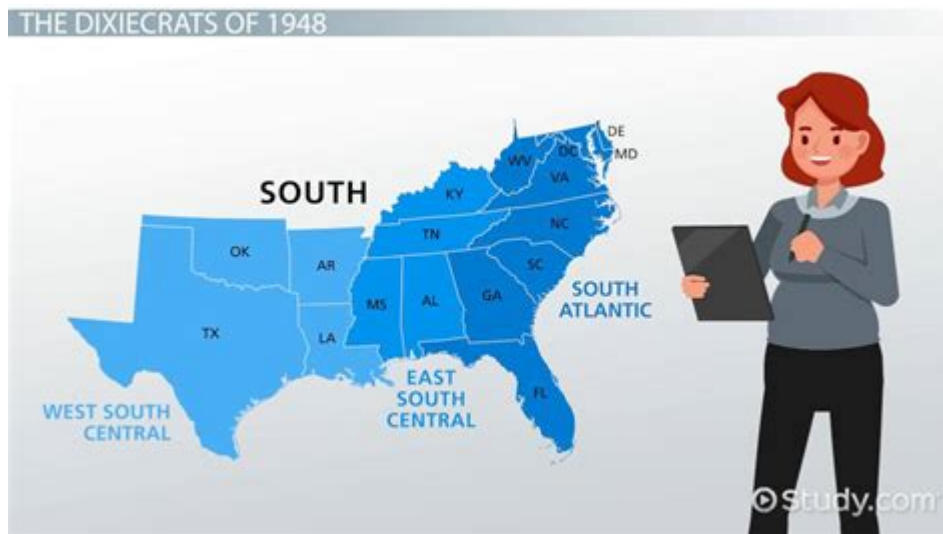 THE DIXIECRATS OF 1948
SOUTH
DE
MD
DC
WV
VA
KY
NC
TN
OK
AR
SC
MS
AL
GA
TX
LA
FL
SOUTH
ATLANTIC
EAST
SOUTH
CENTRAL
WEST SOUTH
CENTRAL
Study.com